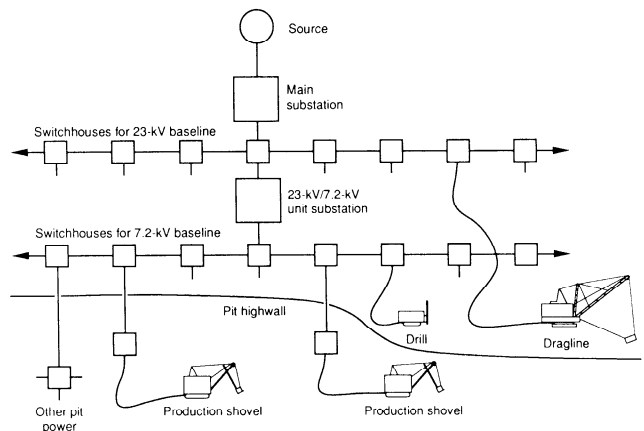 Source
Main
substation
Switchhouses for 23-kV baseline
23-kV/7.2-kV
unit substation
Switchhouses for 7.2-kV baseline
Pit highwall
Drill
Dragline
Other pit
power
Production shovel
Production shovel